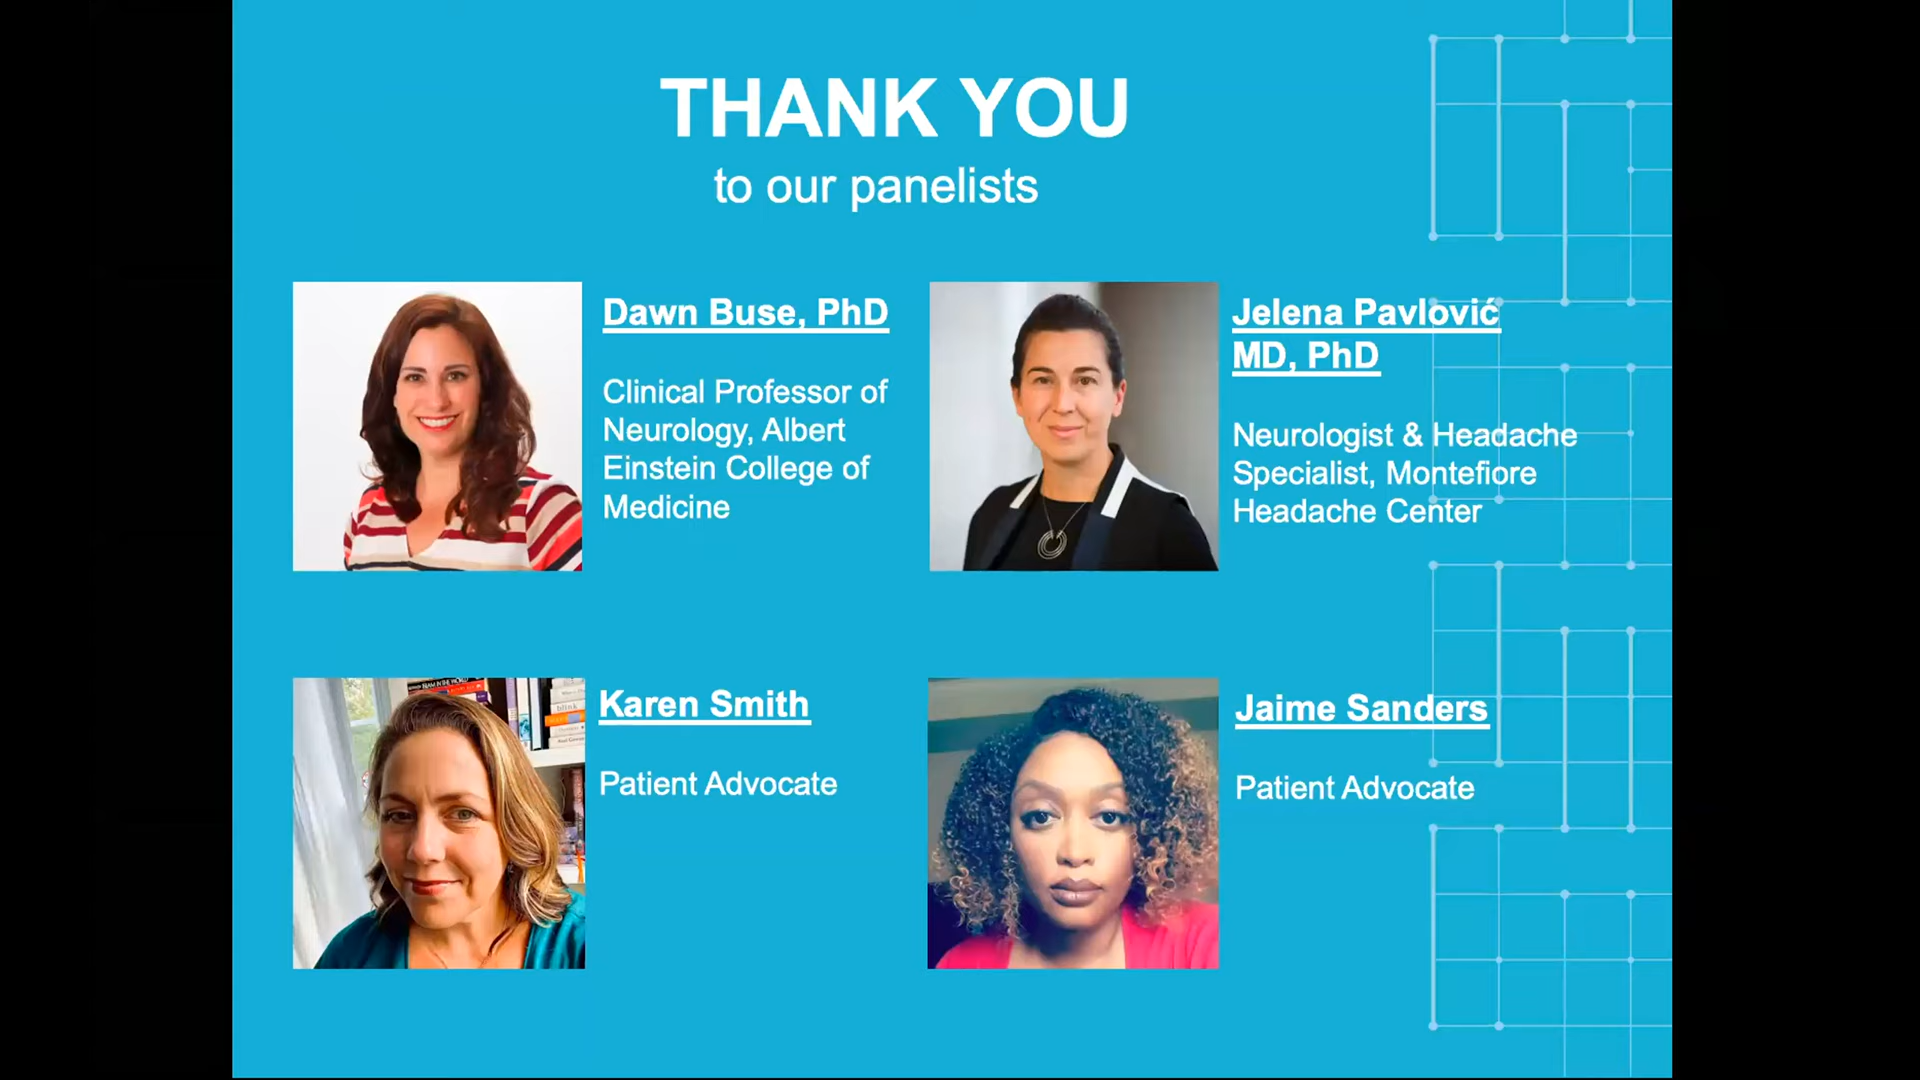 THANK YOU
to our panelists
Dawn Buse, PhD
Clinical Professor of
Neurology, Albert
Einstein College of
Medicine
Jelena Pavlović
MD, PhD
Neurologist & Headache
Specialist, Montefiore
Headache Center
Karen Smith
Patient Advocate
Jaime Sanders
Patient Advocate
blink